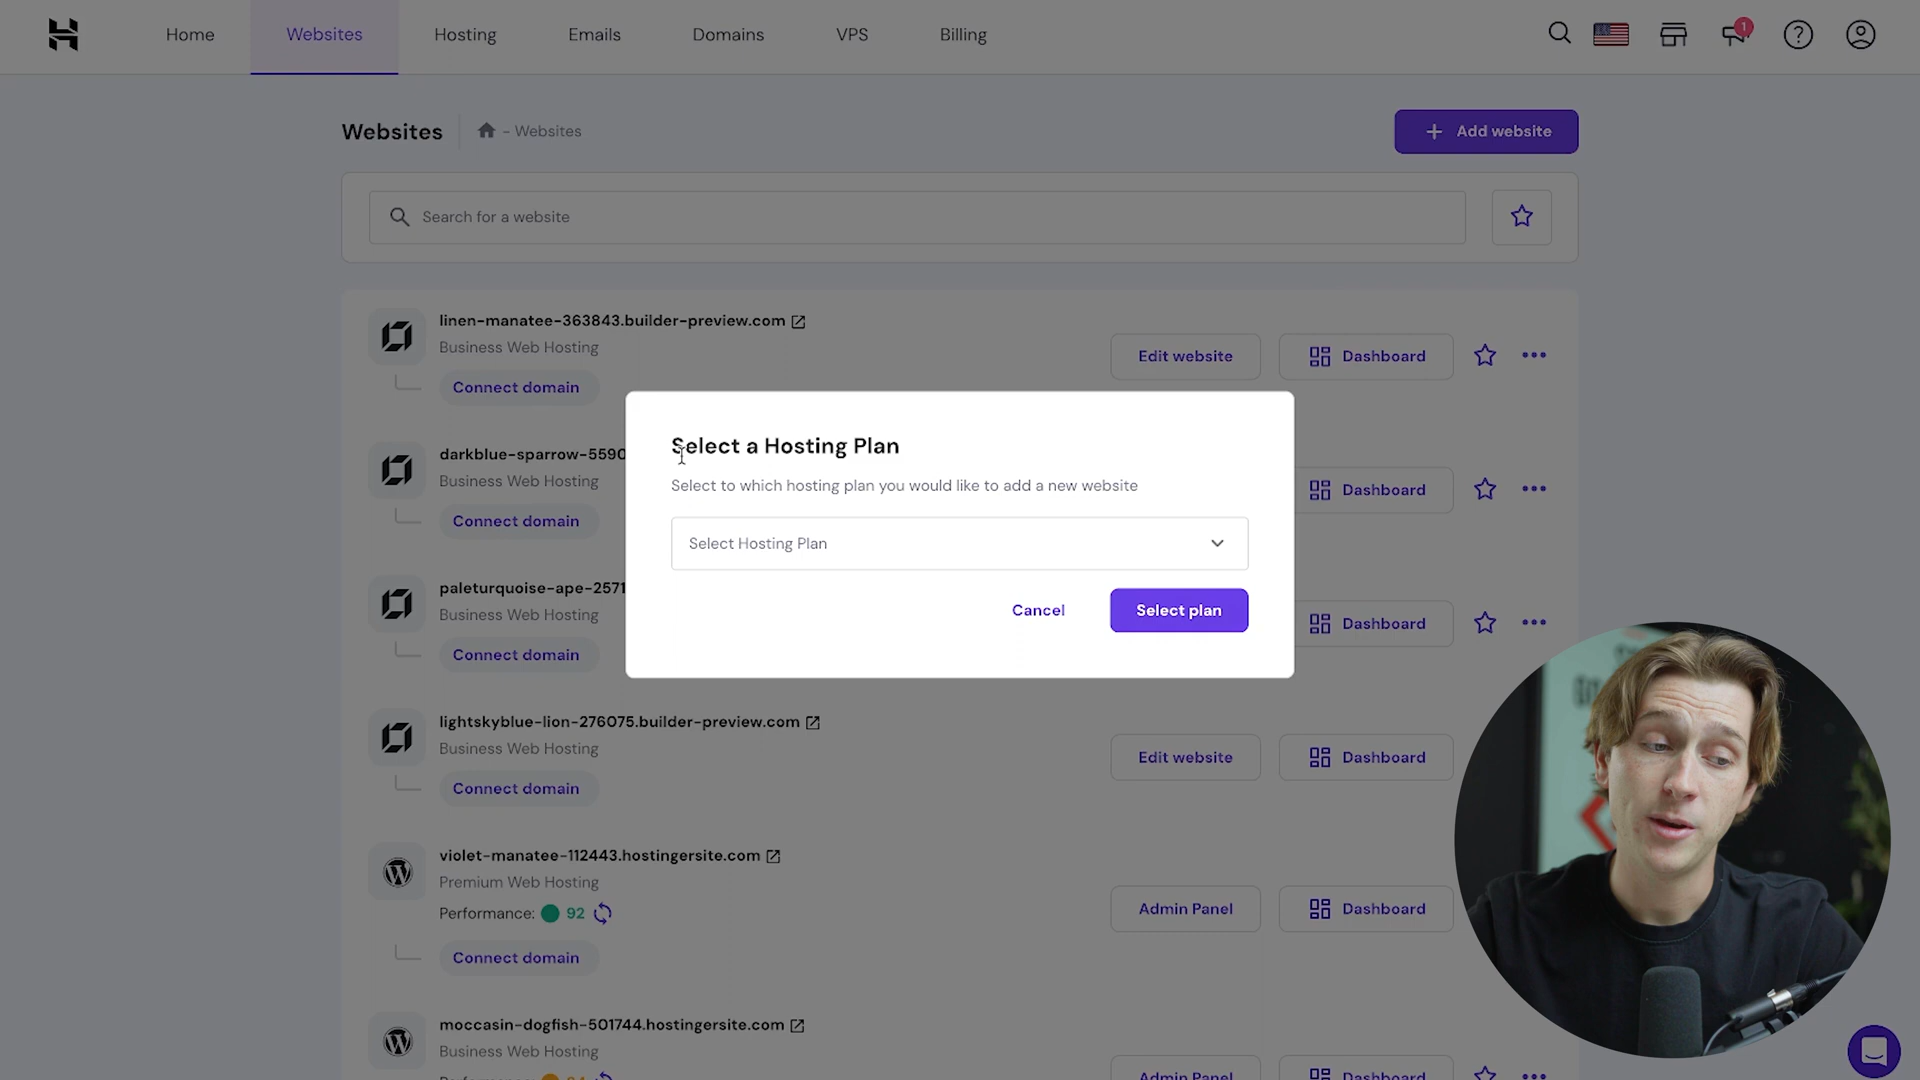 Home Websites Hosting Emails Domains VPS Billing
1
Websites - Websites
Add website
Search for a website
linen-manatee-363843.builder-preview.com
Business Web Hosting
Edit website Dashboard
Connect domain
Select a Hosting Plan
Select to which hosting plan you would like to add a new website
Select Hosting Plan
Cancel Select plan
darkblue-sparrow-5590
Business Web Hosting
Dashboard
Connect domain
paleturquoise-ape-2571
Business Web Hosting
Dashboard
Connect domain
lightskyblue-lion-276075.builder-preview.com
Business Web Hosting
Edit website Dashboard
Connect domain
violet-manatee-112443.hostingersite.com
Premium Web Hosting
Performance: 92
Admin Panel Dashboard
Connect domain
moccasin-dogfish-501744.hostingersite.com
Business Web Hosting
Admin Panel Dashboard